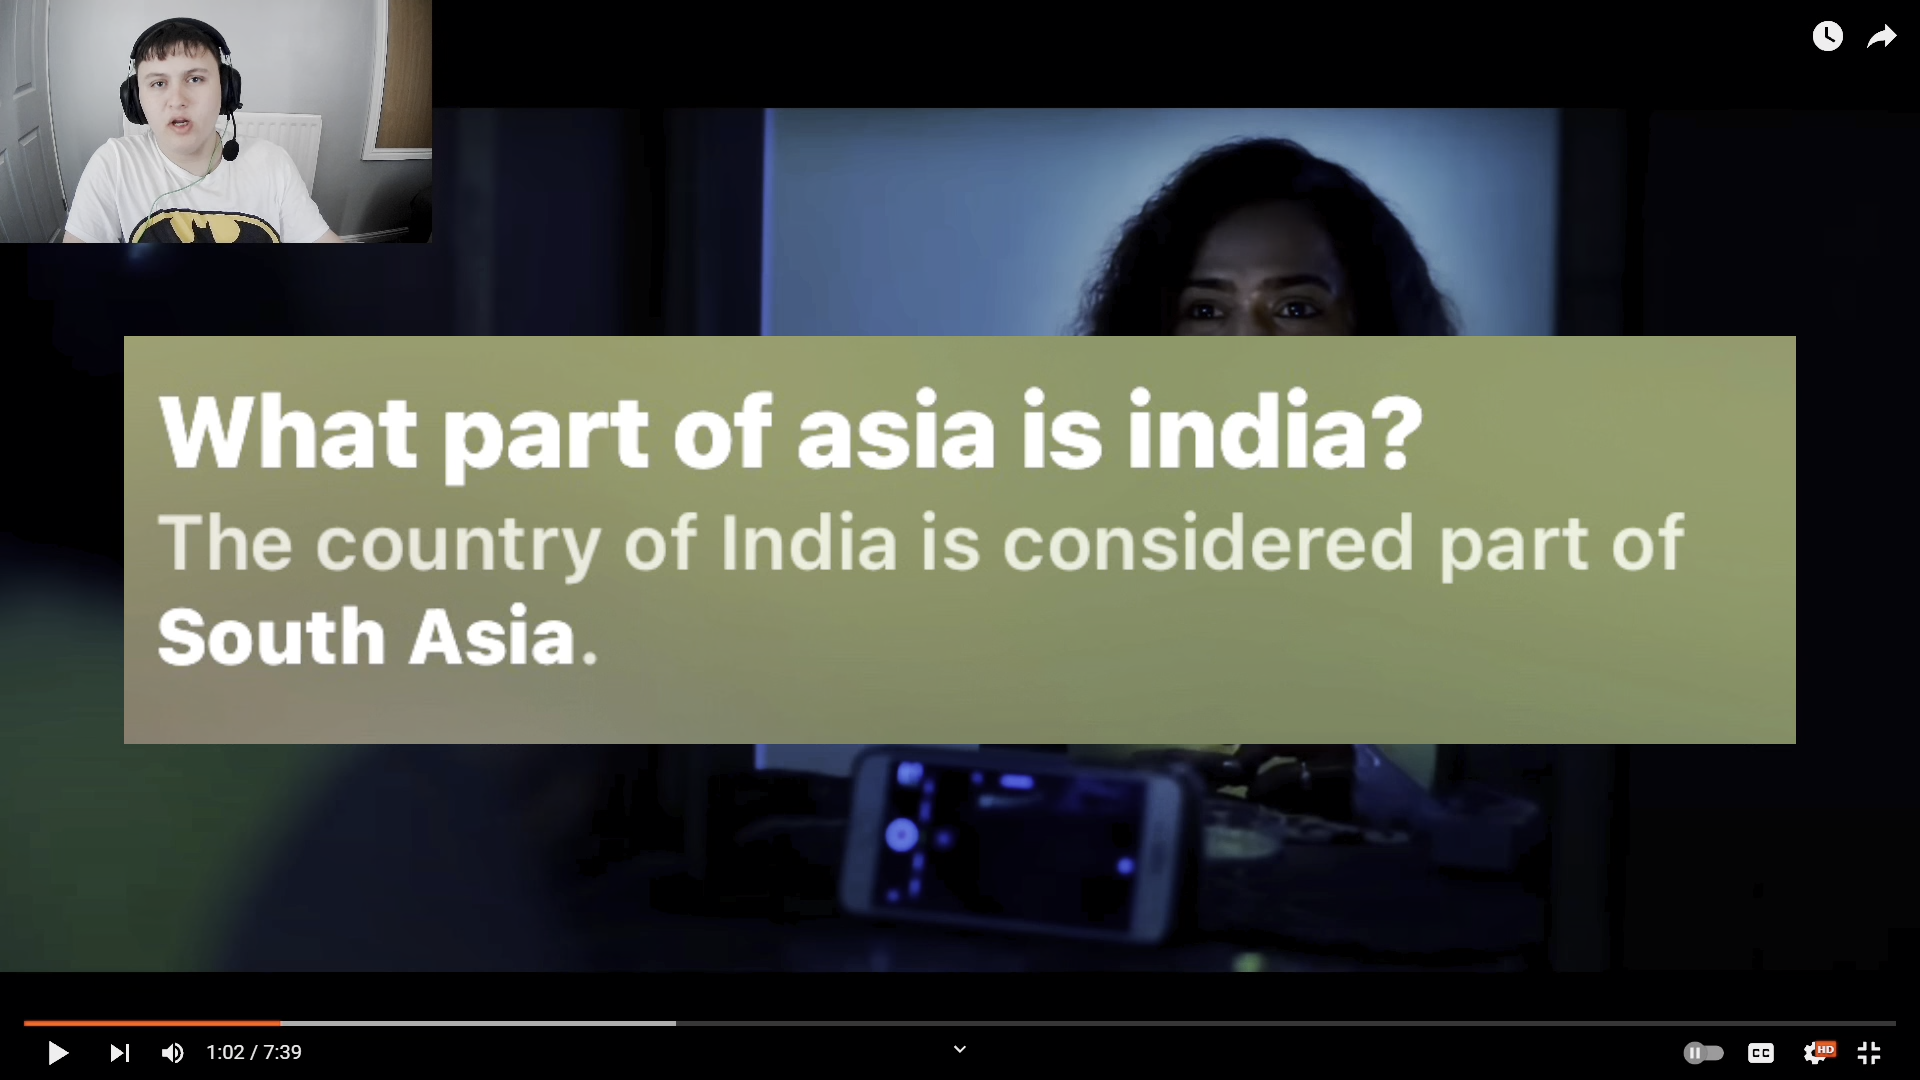 What part of asia is india?
The country of India is considered part of
South Asia.
1:02 / 7:39
CC
HD